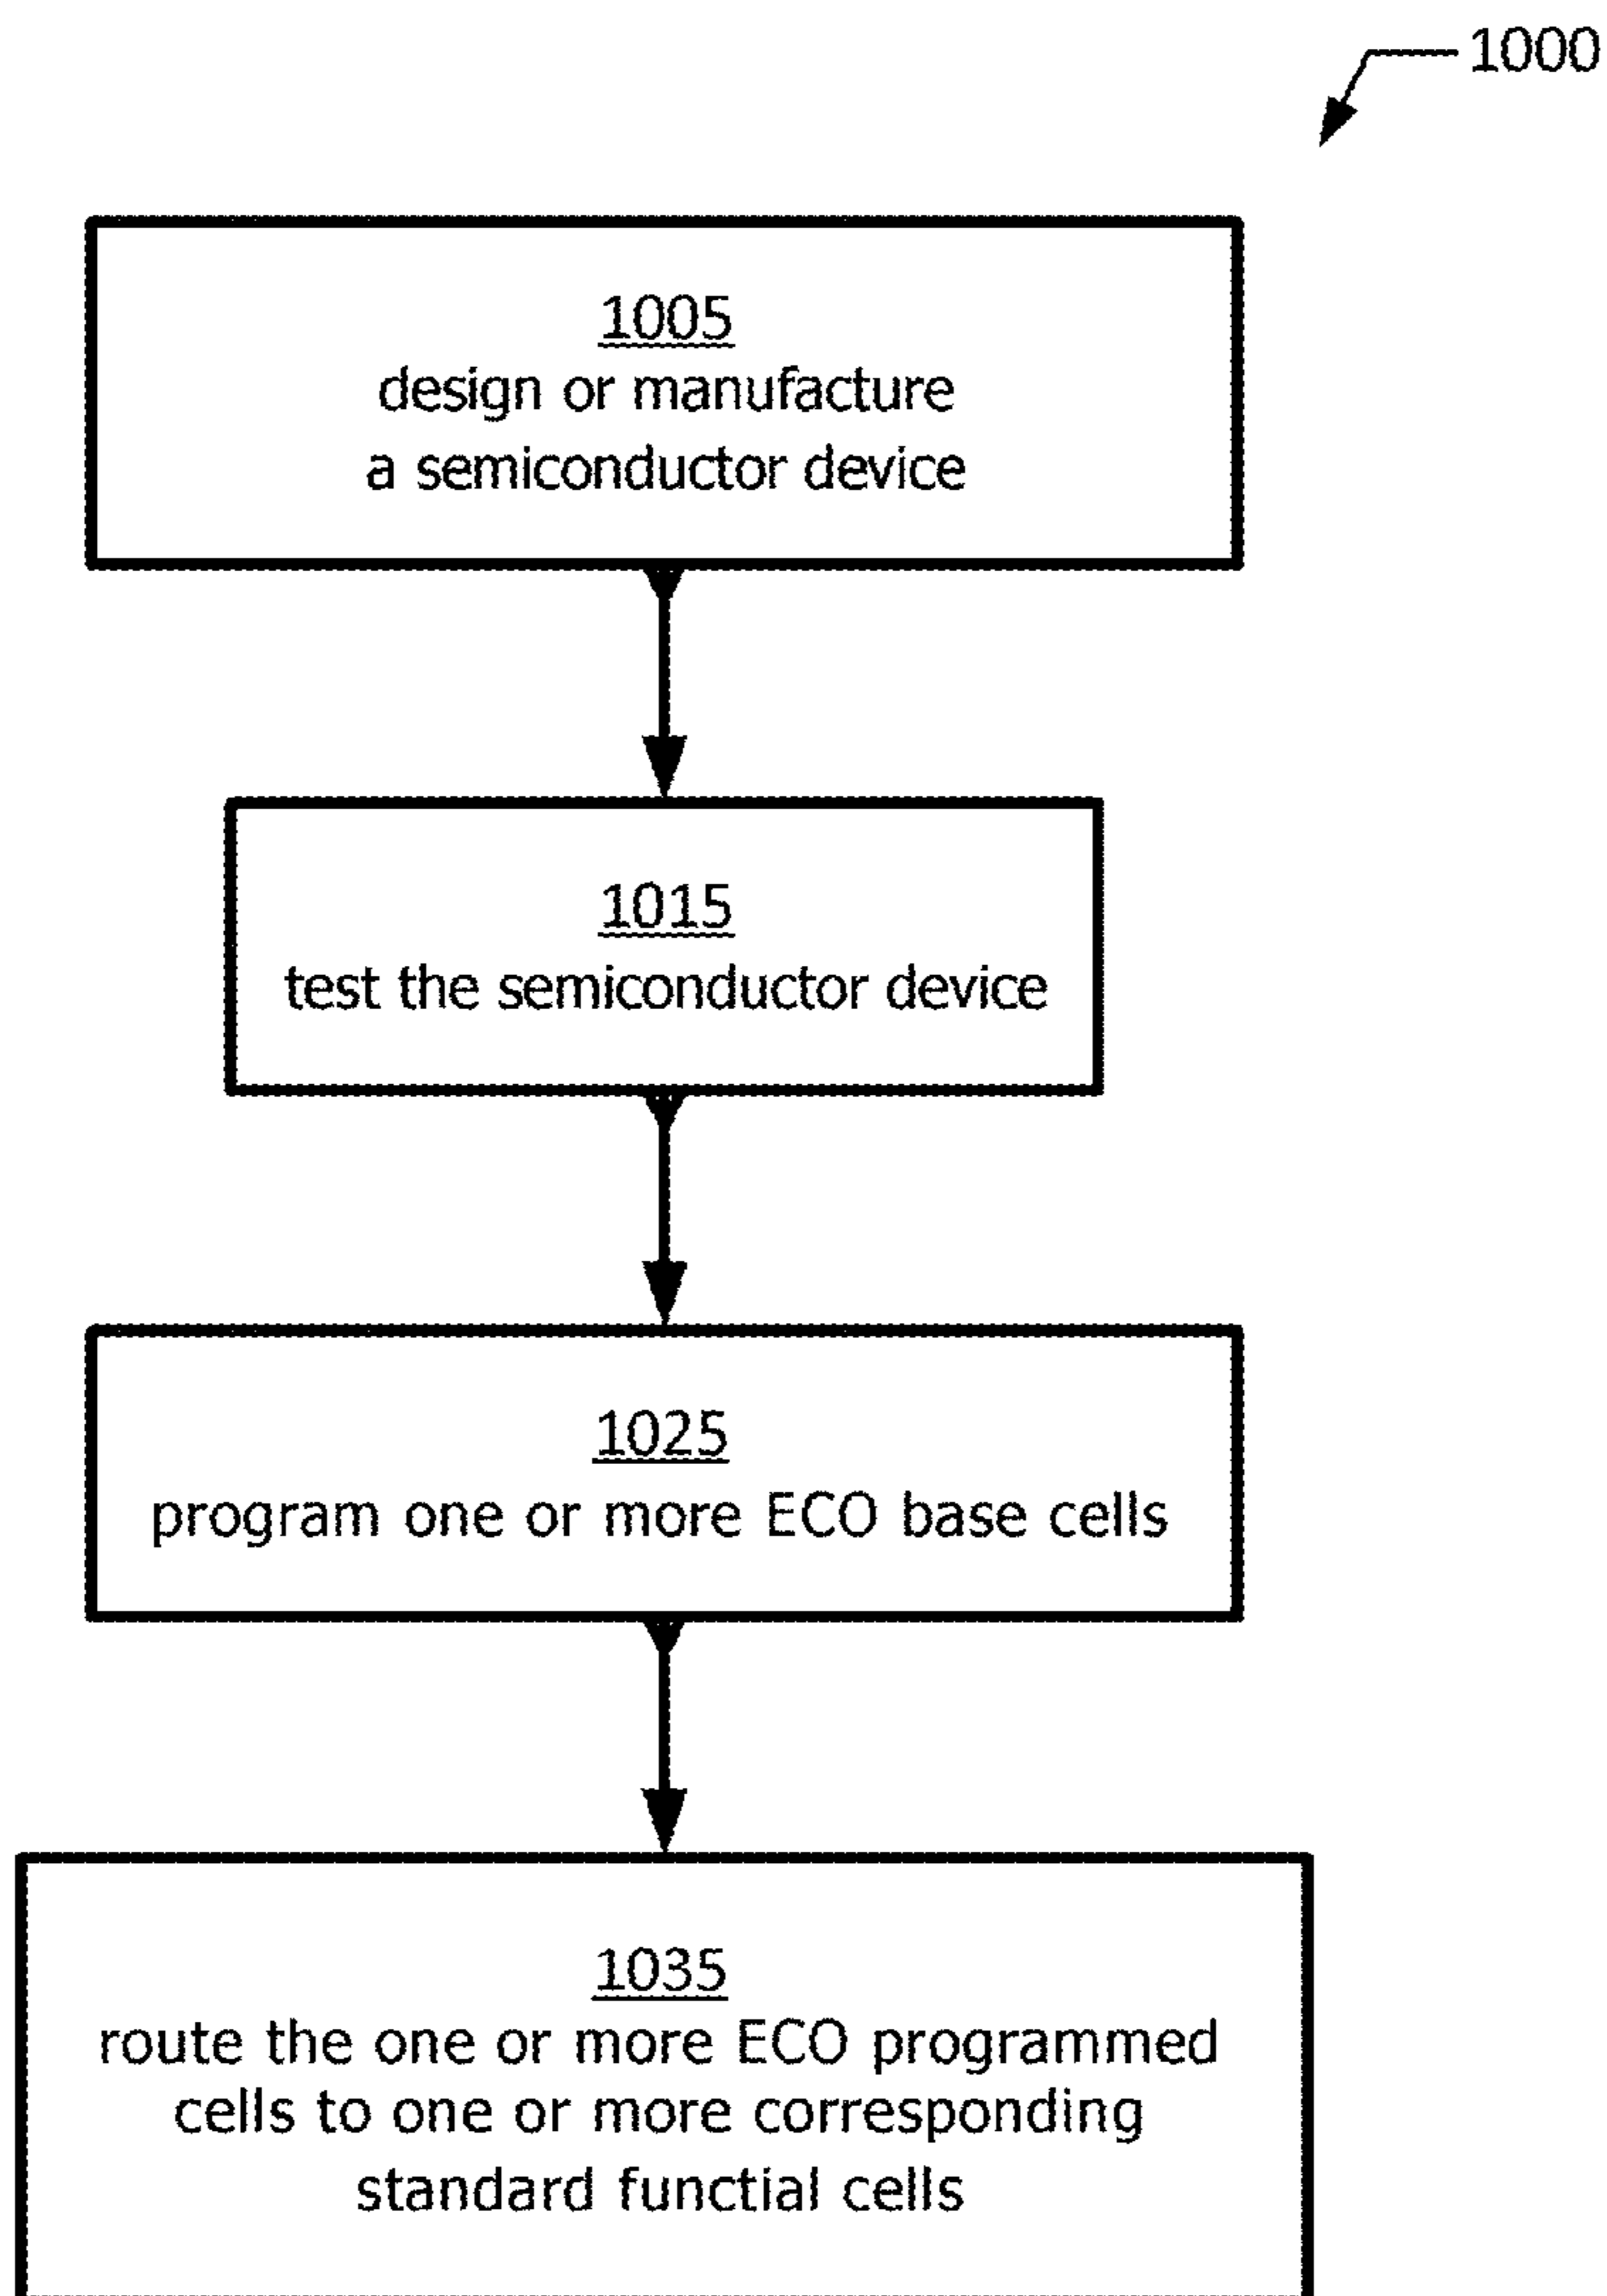 1000
1005
design or manufacture
a semiconductor device
1015
test the semiconductor device
1025
program one or more ECO base cells
1035
route the one or more ECO programmed
cells to one or more corresponding
standard functial cells